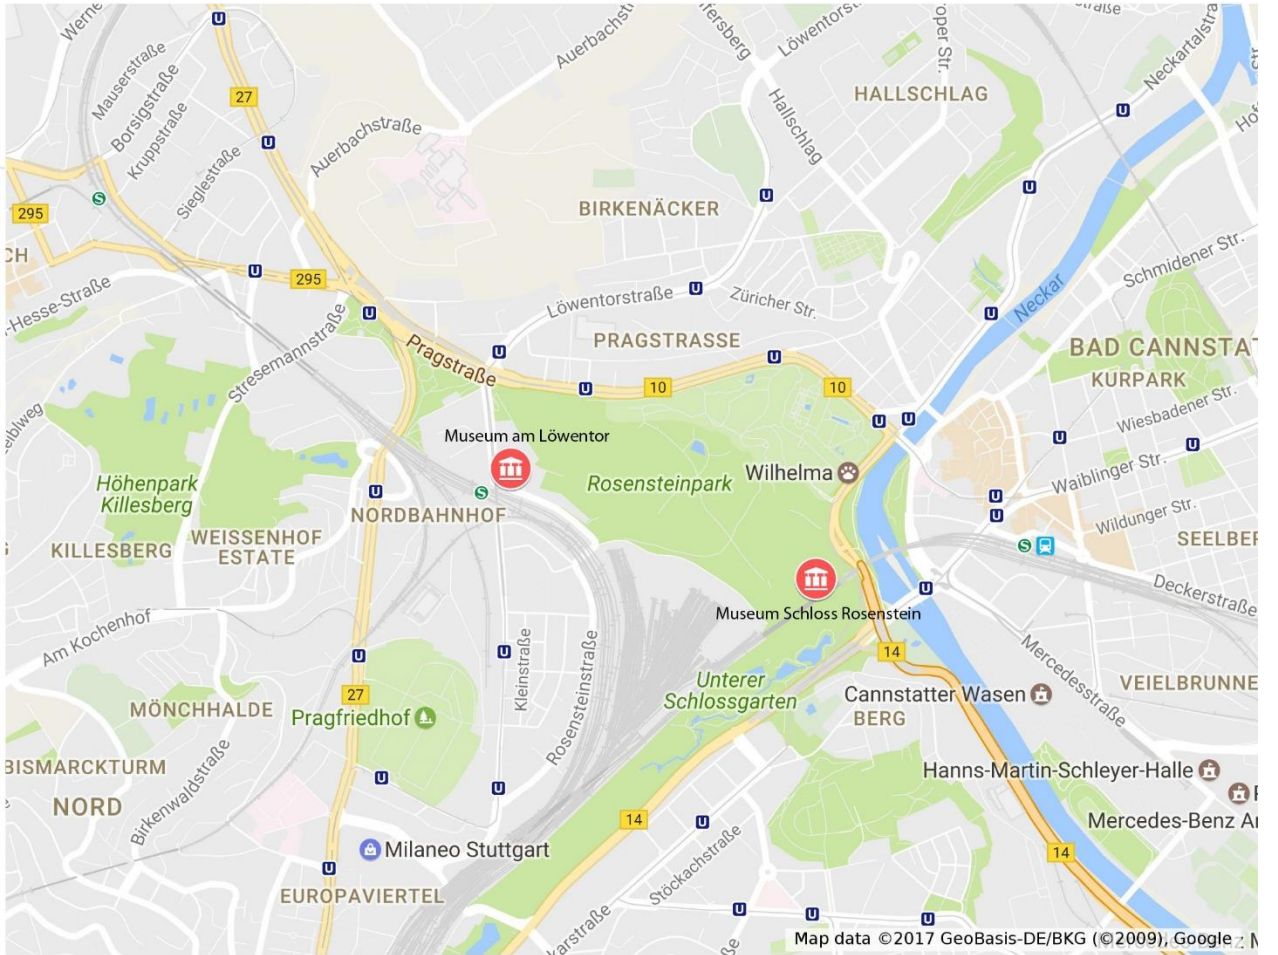 U
Mauserstraße
Borsigstraße
Kruppstraße
27
Auerbachstraße
Sieglestraße
U
S
295
Löwentorst
Hallschlag
HALLSCHLAG
Neckartalstra
U
U
BIRKENÄCKER
U
295
U
Löwentorstraße
U
Züricher Str.
Neckar
Schmidener Str.
U
U
Stresemannstraße
Pragstraße
PRAGSTRASSE
U
U
U
10
10
BAD CANNSTAT
KURPARK
Wiesbadener Str.
U
U
U
U
Museum am Löwentor
Höhenpark
Killesberg
Rosensteinpark
Wilhelma
Waiblinger Str.
U
S
U
U
Wildunger Str.
NORDBAHNHOF
KILLESBERG
WEISSENHOF
ESTATE
SEELBER
S
Deckerstraße
U
Museum Schloss Rosenstein
Am Kochenhof
U
U
Kleinstraße
Rosensteinstraße
14
Mercedesstraße
Unterer
Schlossgarten
Cannstatter Wasen
BERG
VEIELBRUNNE
27
MÖNCHHALDE
Pragfriedhof
BISMARCKTURM
NORD
Birkenwaldstraße
U
U
Hanns-Martin-Schleyer-Halle
Mercedes-Benz Ar
14
U
Stöckachstraße
14
Milaneo Stuttgart
U
EUROPAVIERTEL
U
U
U
Map data ©2017 GeoBasis-DE/BKG (©2009), Google